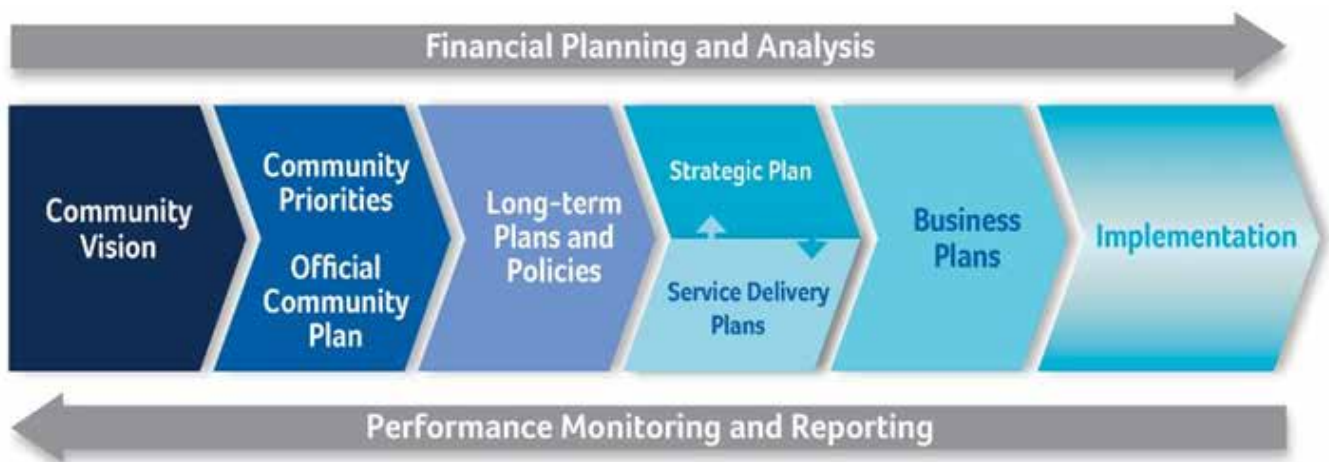 Financial Planning and Analysis
Community
Vision
Community
Priorities
Official
Community
Plan
Long-term
Plans and
Policies
Strategic Plan
Service Delivery
Plans
Business
Plans
Implementation
Performance Monitoring and Reporting